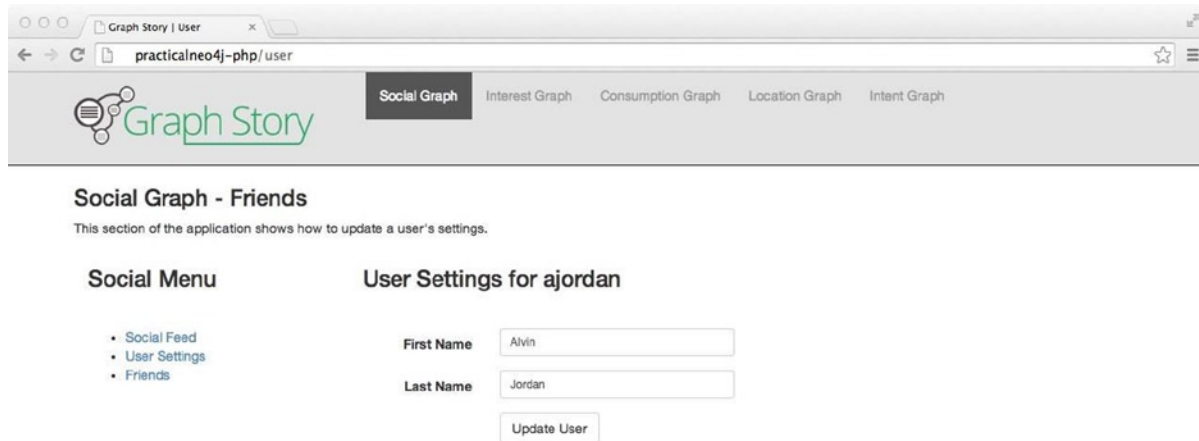 Graph Story | User
practicalneo4j-php/user
Graph Story
Social Graph Interest Graph Consumption Graph Location Graph Intent Graph
Social Graph - Friends
This section of the application shows how to update a user's settings.
Social Menu
Social Feed
User Settings
Friends
User Settings for ajordan
First Name Alvin
Last Name Jordan
Update User